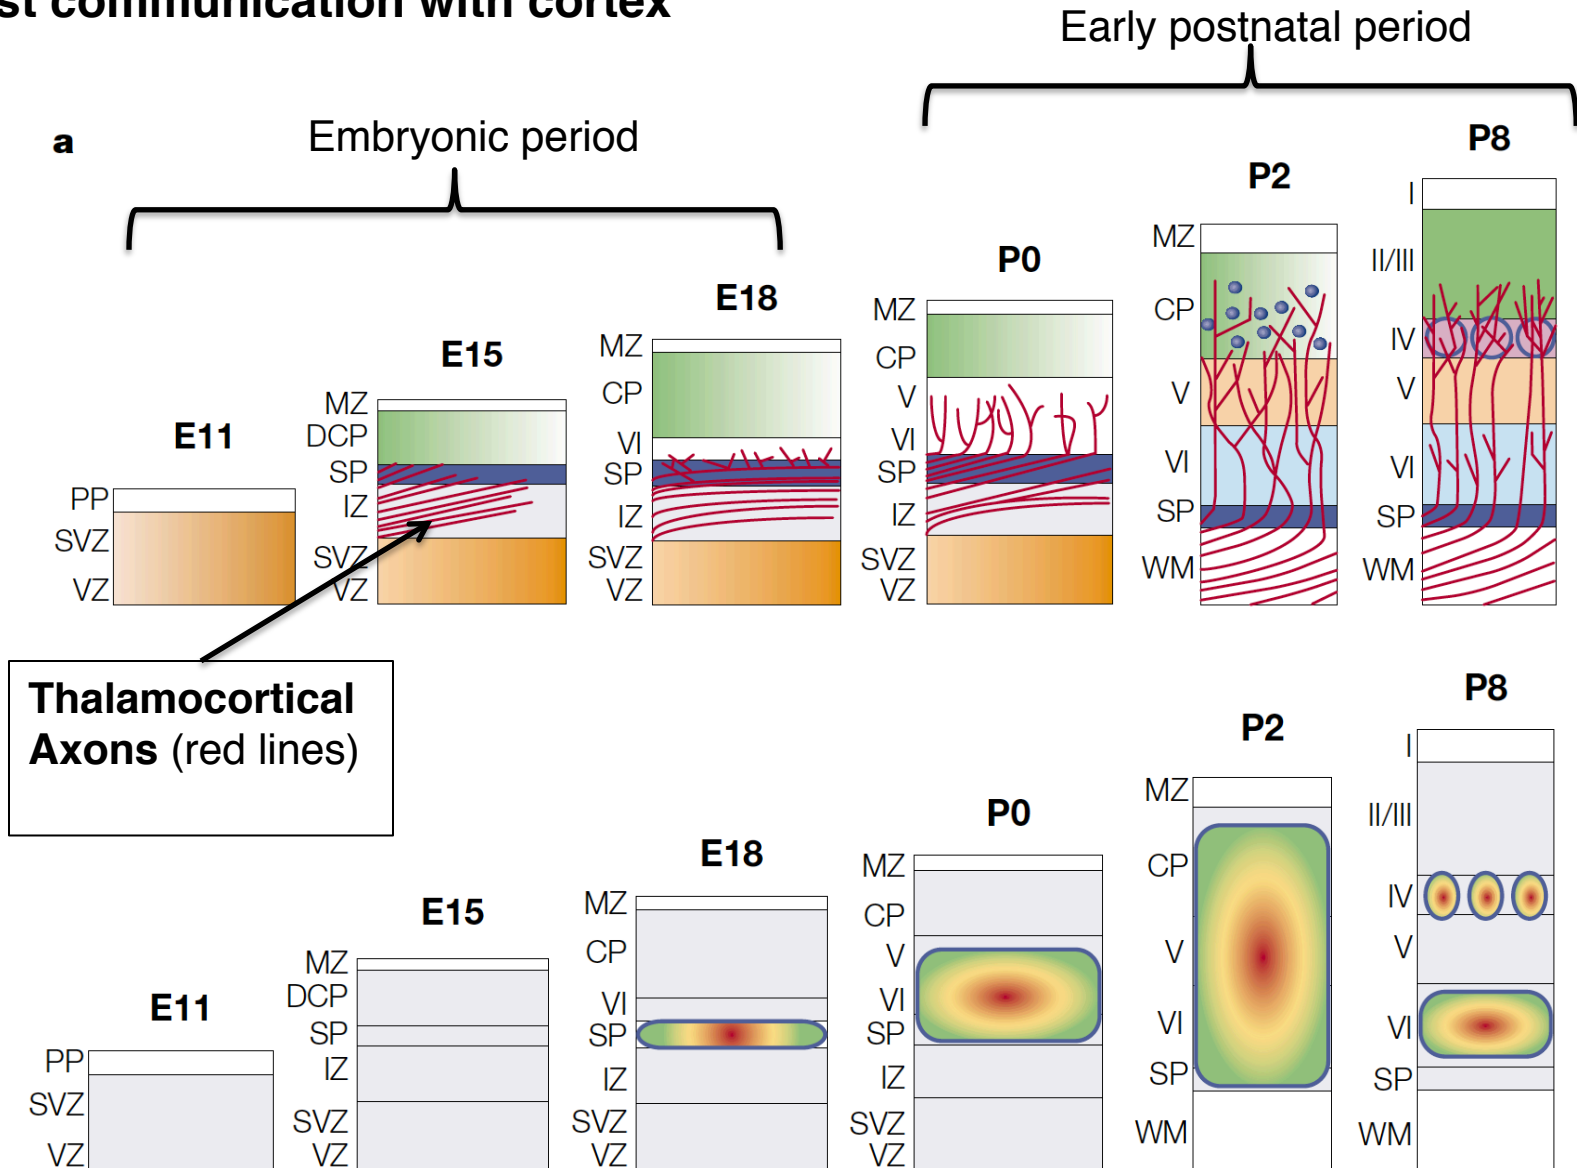 st communication with cortex
Early postnatal period
a
Embryonic period
P8
P2
I
MZ
II/III
P0
E18
MZ
CP
IV
MZ
E15
CP
CP
V
V
MZ
V
E11
DCP
VI
VI
VI
VI
SP
SP
SP
PP
IZ
SP
SP
IZ
IZ
SVZ
SVZ
SVZ
SVZ
WM
WM
VZ
VZ
VZ
VZ
Thalamocortical
Axons (red lines)
P8
P2
I
MZ
P0
II/III
E18
MZ
CP
IV
E15
MZ
CP
V
V
CP
V
MZ
DCP
VI
VI
VI
VI
E11
SP
SP
SP
SP
SP
PP
IZ
IZ
IZ
SVZ
SVZ
SVZ
SVZ
WM
WM
VZ
VZ
VZ
VZ